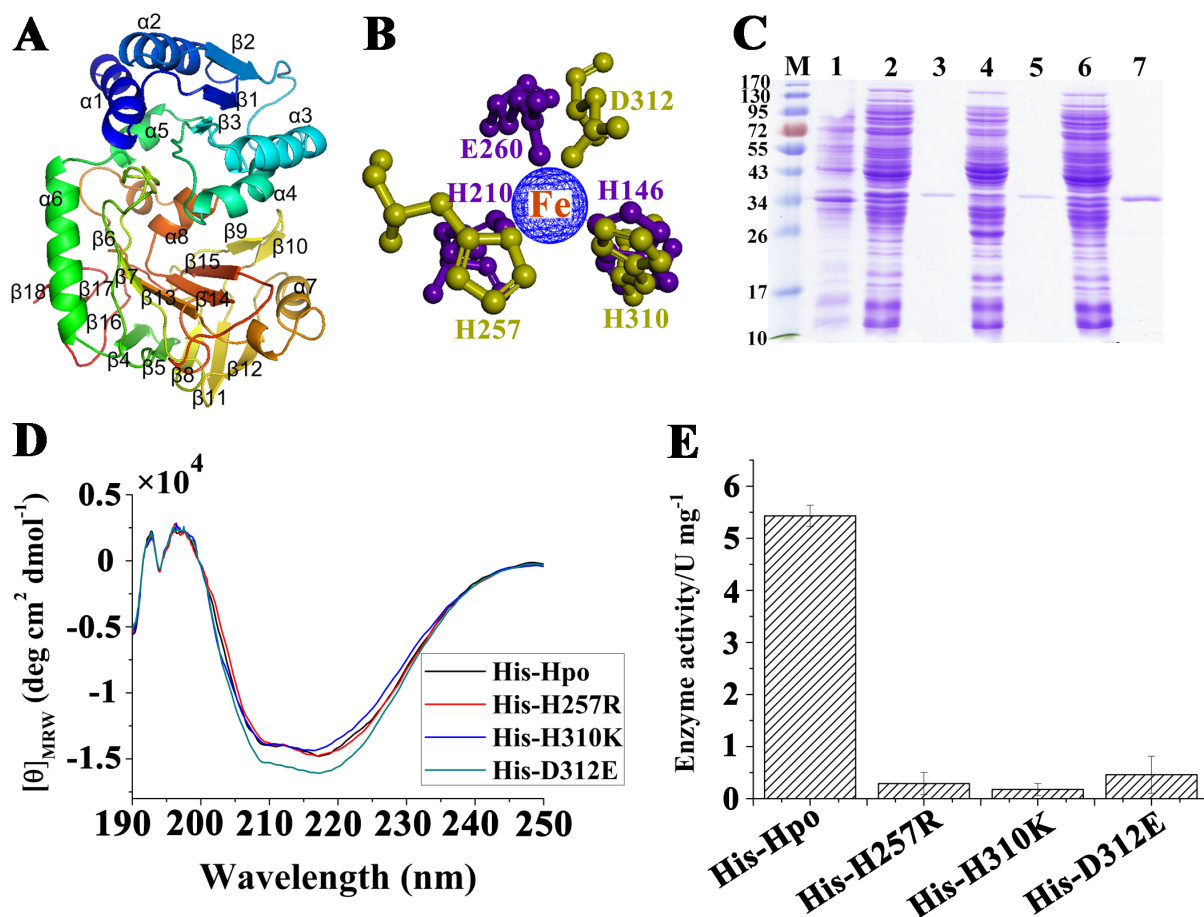 A
α2
β2
α1
β1
α5
β3
α3
α6
α4
β6
α8
β9
β10
β7
β15
β18
β17
β13
β14
α7
β16
β4
β5
β8
β12
β11
B
D312
E260
H210
H146
Fe
H257
H310
C
M 1 2 3 4 5 6 7
170
130
95
72
55
43
34
26
17
10
D
×10⁴
0.5
0
-0.5
-1
-1.5
[θ]MRW (deg cm² dmol⁻¹)
His-Hpo
His-H257R
His-H310K
His-D312E
190 200 210 220 230 240 250
Wavelength (nm)
E
6
5
4
3
2
1
0
Enzyme activity/U mg⁻¹
His-Hpo
His-H257R
His-H310K
His-D312E